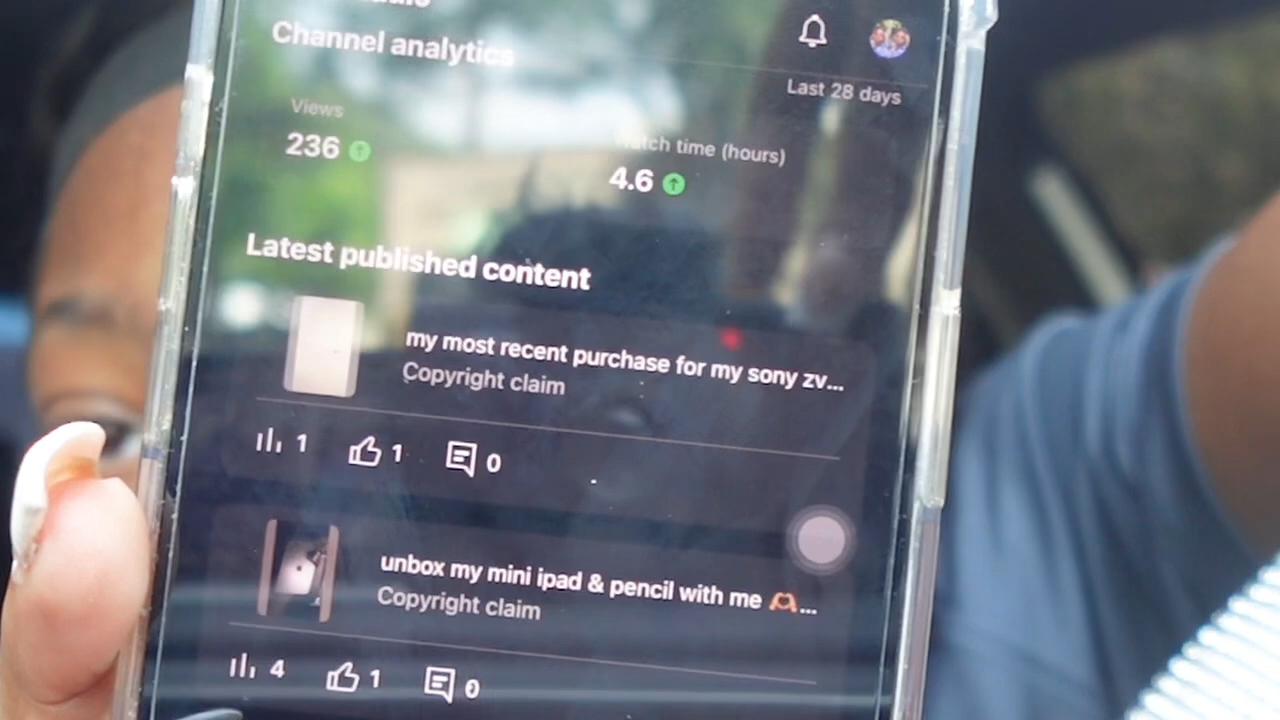 Channel analytics
Last 28 days
Views
236
Watch time (hours)
4.6
Latest published content
my most recent purchase for my sony zv...
Copyright claim
1 1 0
unbox my mini ipad & pencil with me 🫶🏾...
Copyright claim
4 1 0